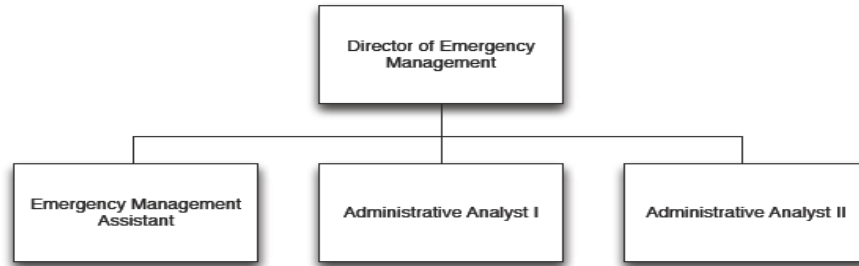 Director of Emergency
Management
Emergency Management
Assistant
Administrative Analyst I
Administrative Analyst II